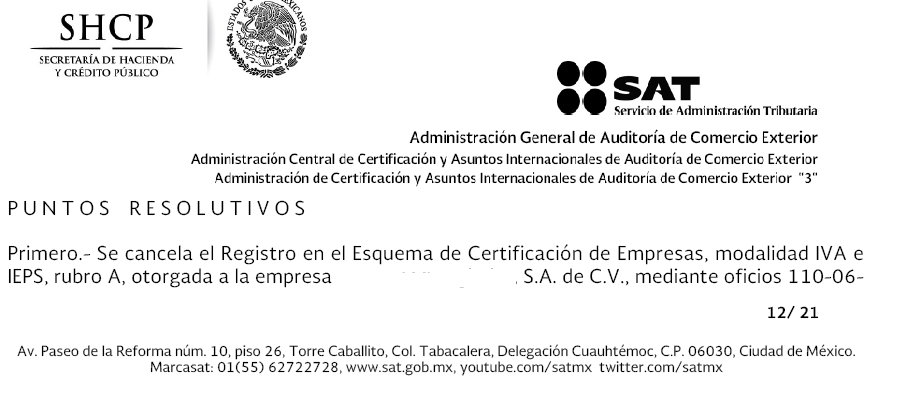 SHCP
SECRETARÍA DE HACIENDA
Y CRÉDITO PÚBLICO
ESTADOS UNIDOS MEXICANOS
SAT
Servicio de Administración Tributaria
Administración General de Auditoría de Comercio Exterior
Administración Central de Certificación y Asuntos Internacionales de Auditoría de Comercio Exterior
Administración de Certificación y Asuntos Internacionales de Auditoría de Comercio Exterior "3"
PUNTOS RESOLUTIVOS
Primero.- Se cancela el Registro en el Esquema de Certificación de Empresas, modalidad IVA e
IEPS, rubro A, otorgada a la empresa , S.A. de C.V., mediante oficios 110-06-
12/ 21
Av. Paseo de la Reforma núm. 10, piso 26, Torre Caballito, Col. Tabacalera, Delegación Cuauhtémoc, C.P. 06030, Ciudad de México.
Marcasat: 01(55) 62722728, www.sat.gob.mx, youtube.com/satmx twitter.com/satmx